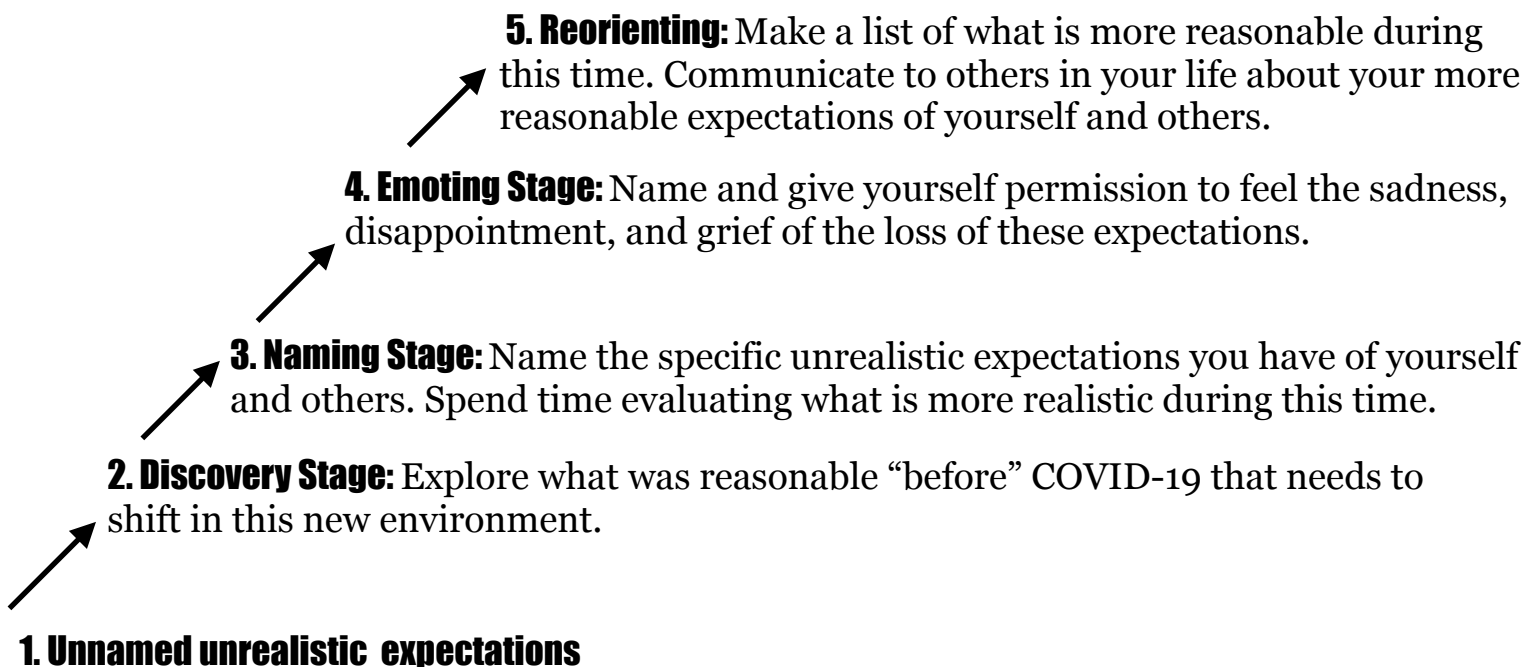 5. Reorienting: Make a list of what is more reasonable during
this time. Communicate to others in your life about your more
reasonable expectations of yourself and others.
4. Emoting Stage: Name and give yourself permission to feel the sadness,
disappointment, and grief of the loss of these expectations.
3. Naming Stage: Name the specific unrealistic expectations you have of yourself
and others. Spend time evaluating what is more realistic during this time.
2. Discovery Stage: Explore what was reasonable “before” COVID-19 that needs to
shift in this new environment.
1. Unnamed unrealistic expectations